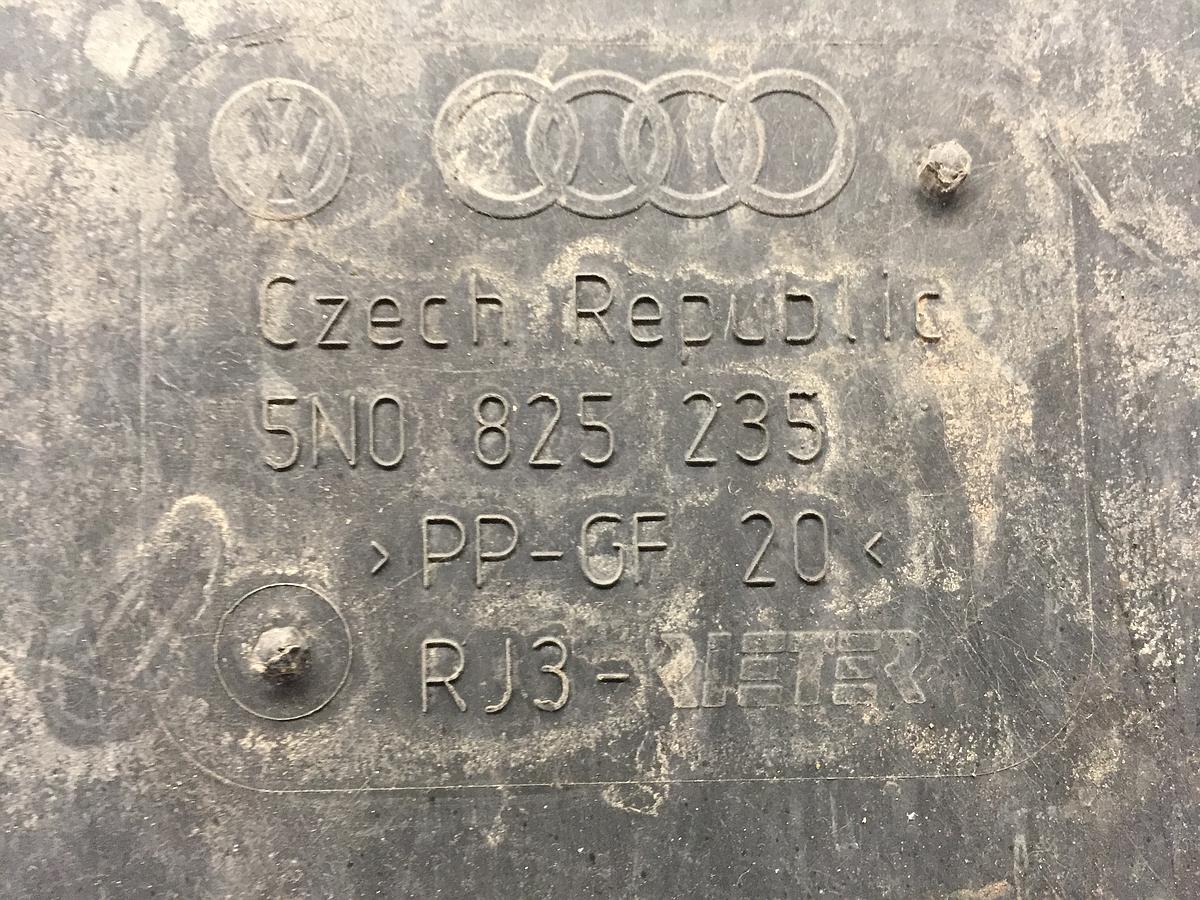 Czech Republic
5N0 825 235
>PP-GF 20<
RJ3-RIETER